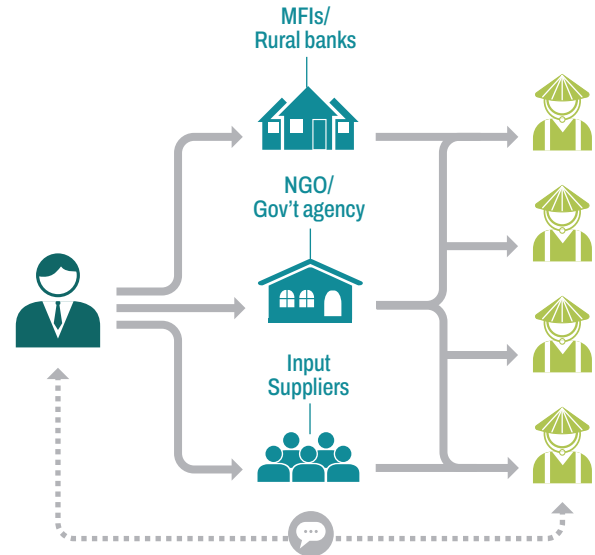 MFIs/
Rural banks
NGO/
Gov't agency
Input
Suppliers